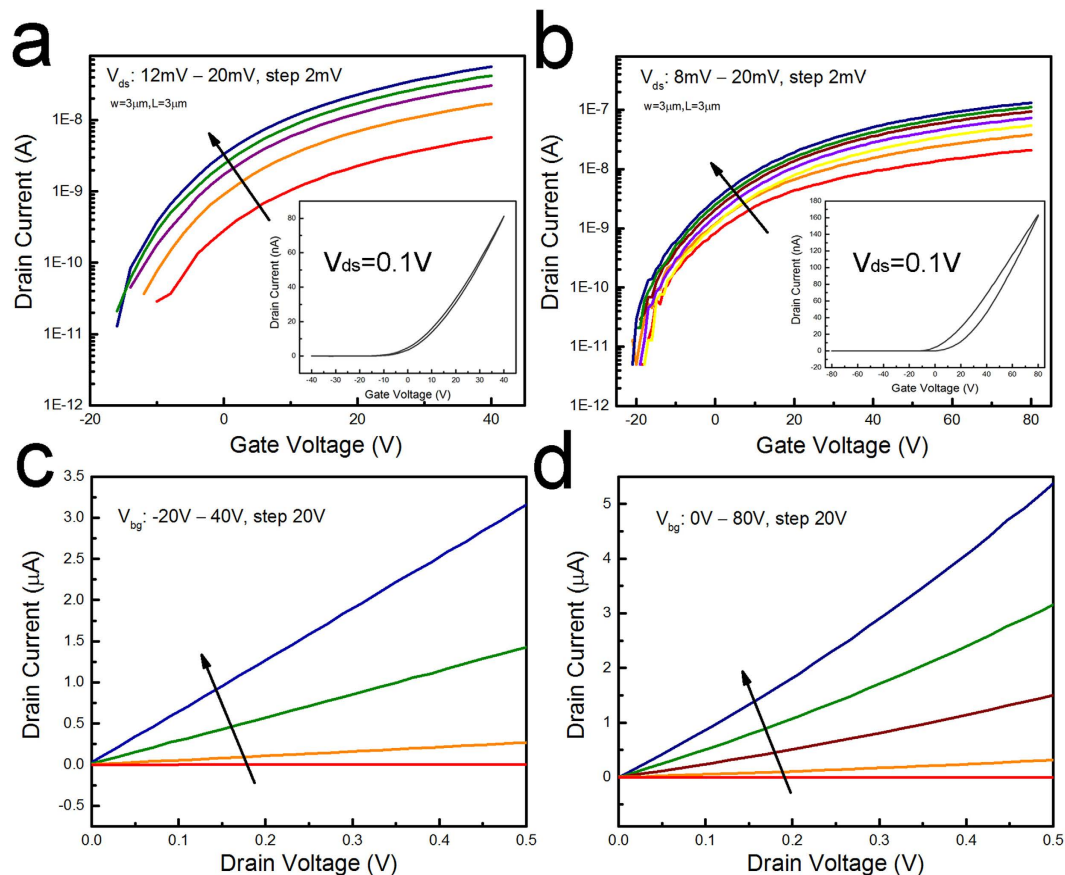 a
V_ds: 12mV – 20mV, step 2mV
w=3μm,L=3μm
1E-8
1E-9
1E-10
1E-11
1E-12
Drain Current (A)
-20
0
20
40
Gate Voltage (V)
V_ds=0.1V
80
60
40
20
0
Drain Current (nA)
-40 -30 -20 -10 0 10 20 30 40
Gate Voltage (V)
b
V_ds: 8mV – 20mV, step 2mV
w=3μm,L=3μm
1E-7
1E-8
1E-9
1E-10
1E-11
1E-12
Drain Current (A)
-20 0 20 40 60 80
Gate Voltage (V)
V_ds=0.1V
180
160
140
120
100
80
60
40
20
0
-20
Drain Current (nA)
-80 -60 -40 -20 0 20 40 60 80
Gate Voltage (V)
c
V_bg: -20V – 40V, step 20V
3.5
3.0
2.5
2.0
1.5
1.0
0.5
0.0
-0.5
Drain Current (μA)
0.0 0.1 0.2 0.3 0.4 0.5
Drain Voltage (V)
d
V_bg: 0V – 80V, step 20V
5
4
3
2
1
0
Drain Current (μA)
0.0 0.1 0.2 0.3 0.4 0.5
Drain Voltage (V)